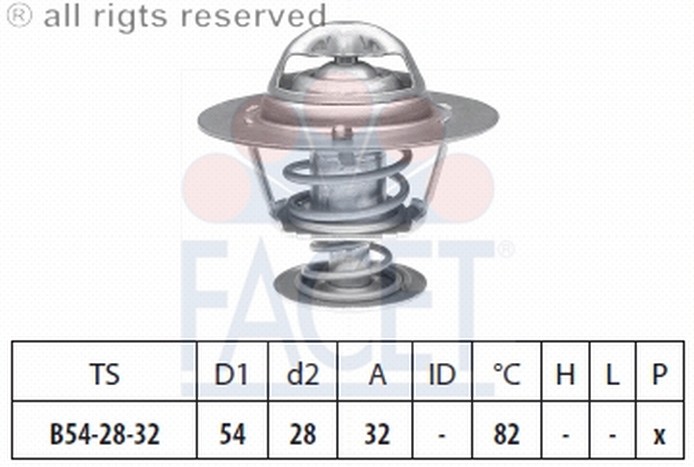 ® all rigts reserved
FACET®
TS D1 d2 A ID °C H L P
B54-28-32 54 28 32 - 82 - - x